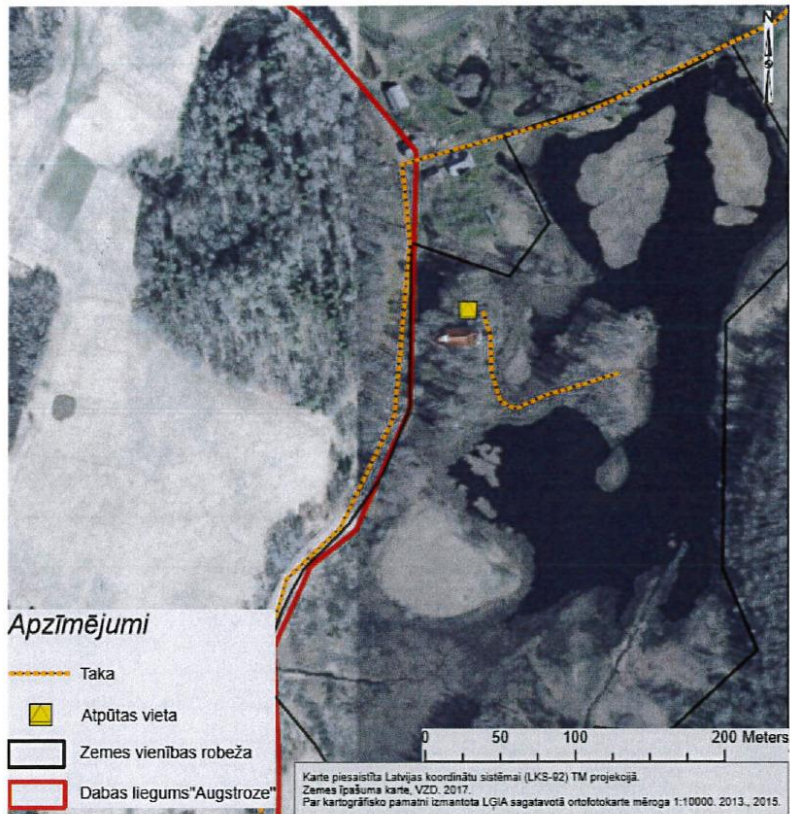 N
Apzīmējumi
Taka
Atpūtas vieta
Zemes vienības robeža
Dabas liegums"Augstroze"
0 50 100 200 Meters
Karte piesaistīta Latvijas koordinātu sistēmai (LKS-92) TM projekcijā.
Zemes īpašuma karte, VZD. 2017.
Par kartogrāfisko pamatni izmantota LĢIA sagatavotā ortofotokarte mēroga 1:10000. 2013., 2015.